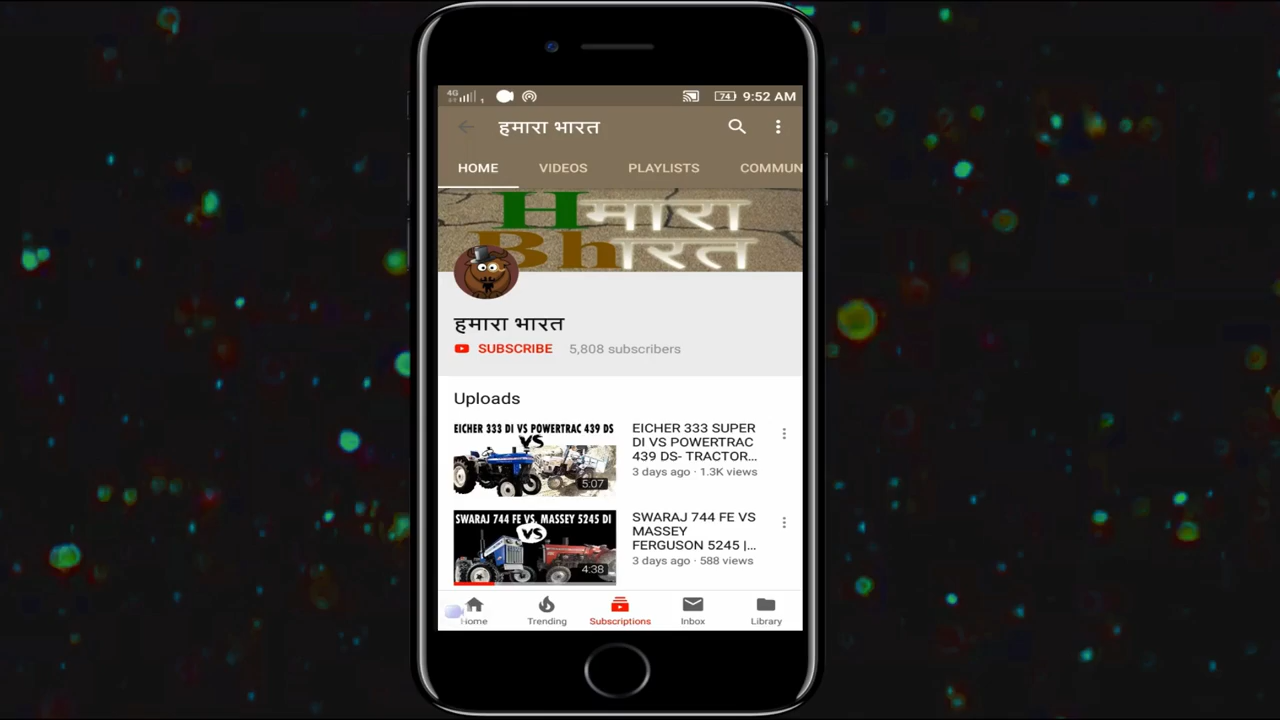 4G
1
74 9:52 AM
हमारा भारत
HOME VIDEOS PLAYLISTS COMMUN
Hमारा
Bhारत
हमारा भारत
SUBSCRIBE 5,808 subscribers
Uploads
EICHER 333 DI VS POWERTRAC 439 DS
VS
5:07
EICHER 333 SUPER
DI VS POWERTRAC
439 DS- TRACTOR...
3 days ago · 1.3K views
SWARAJ 744 FE VS. MASSEY 5245 DI
VS
4:38
SWARAJ 744 FE VS
MASSEY
FERGUSON 5245 |...
3 days ago · 588 views
Home Trending Subscriptions Inbox Library